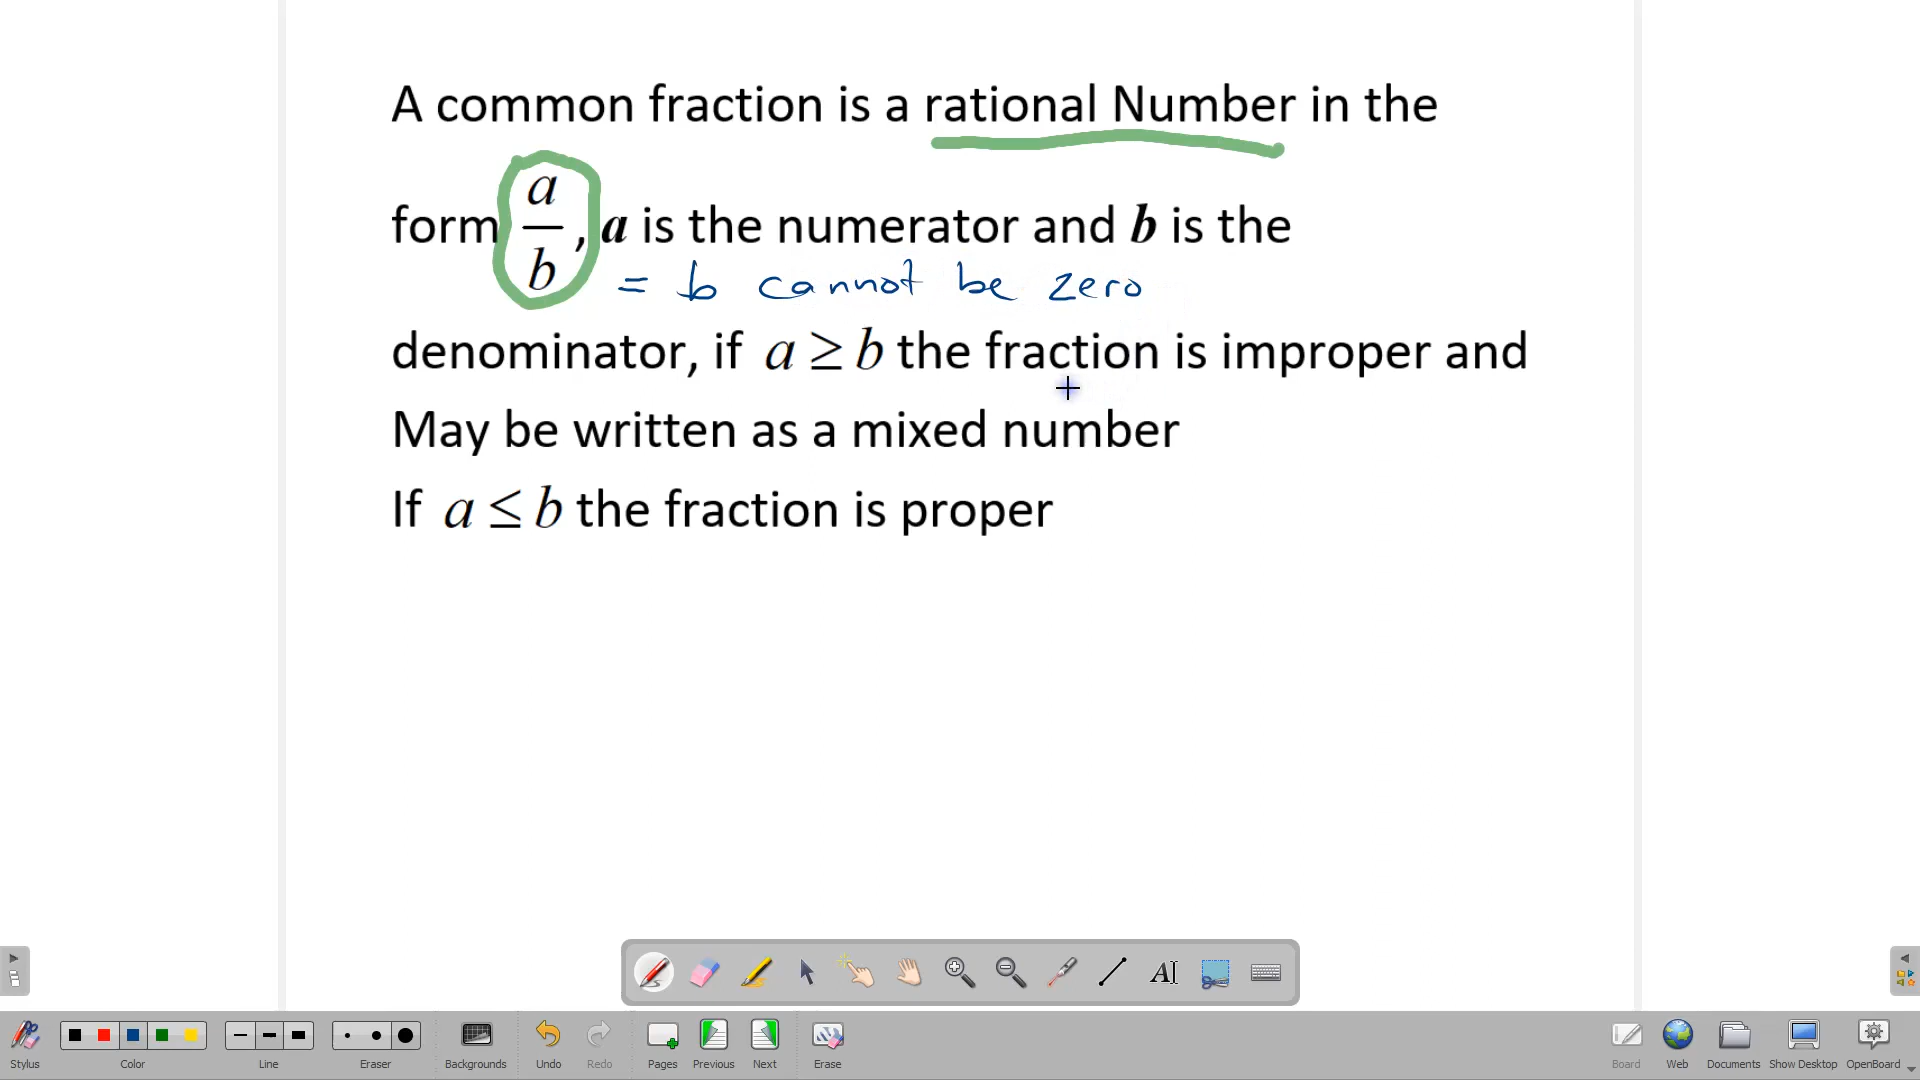 A common fraction is a rational Number in the
form a/b, a is the numerator and b is the
= b cannot be zero
denominator, if a ≥ b the fraction is improper and
May be written as a mixed number
If a ≤ b the fraction is proper
Stylus Color Line Eraser Backgrounds Undo Redo Pages Previous Next Erase Board Web Documents Show Desktop OpenBoard